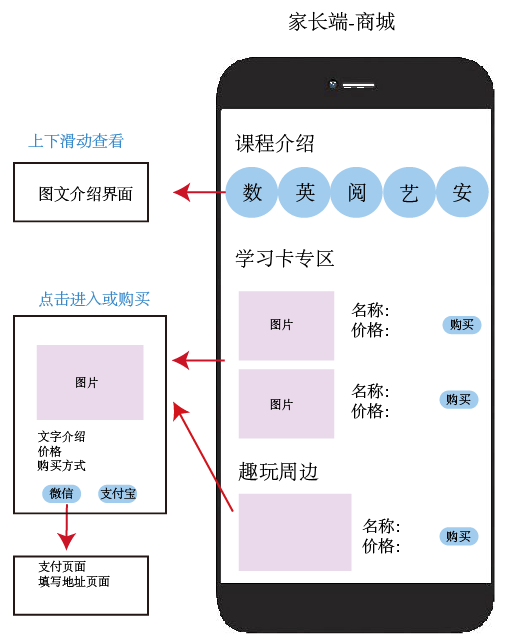 家长端-商城
上下滑动查看
图文介绍界面
课程介绍
数 英 阅 艺 安
学习卡专区
点击进入或购买
图片
文字介绍
价格
购买方式
微信 支付宝
支付页面
填写地址页面
图片
名称：
价格：
购买
图片
名称：
价格：
购买
趣玩周边
名称：
价格：
购买